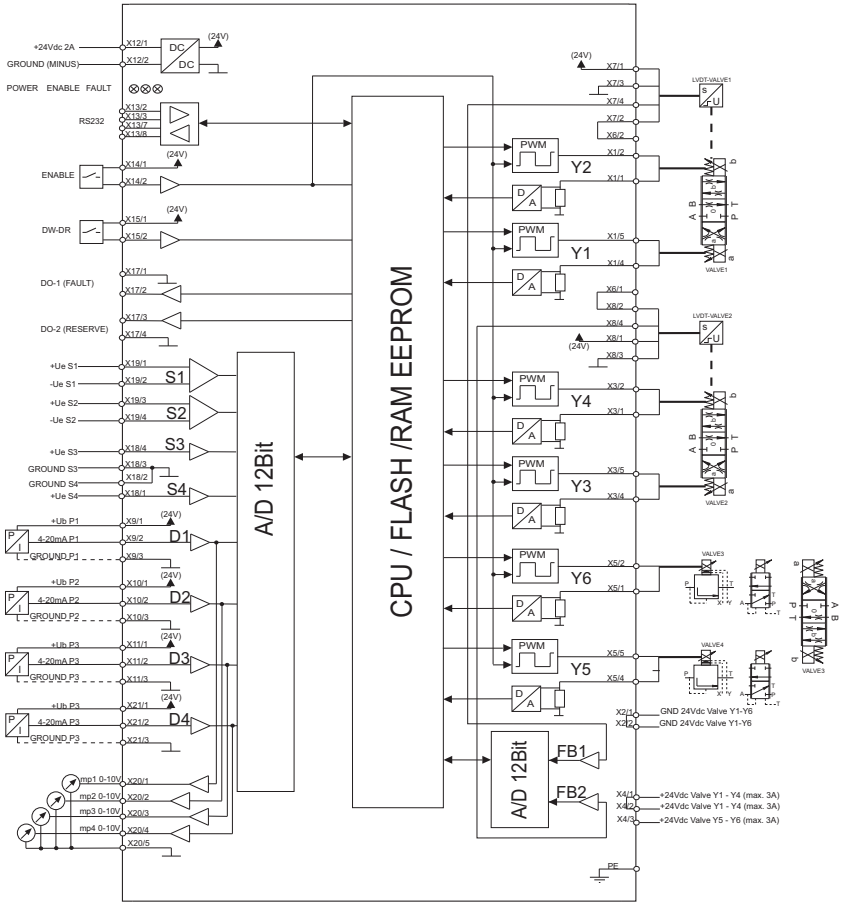 +24Vdc 2A
X12/1
DC
DC
(24V)
GROUND (MINUS)
X12/2
POWER ENABLE FAULT
RS232
X13/2
X13/3
X13/7
X13/8
ENABLE
X14/1
(24V)
X14/2
DW-DR
X15/1
(24V)
X15/2
DO-1 (FAULT)
X17/1
X17/2
DO-2 (RESERVE)
X17/3
X17/4
+Ue S1
X19/1
S1
-Ue S1
X19/2
+Ue S2
X19/3
S2
-Ue S2
X19/4
+Ue S3
X18/4
S3
GROUND S3
X18/3
GROUND S4
X18/2
+Ue S4
X18/1
S4
P
I
+Ub P1
X9/1
(24V)
4-20mA P1
X9/2
D1
GROUND P1
X9/3
P
I
+Ub P2
X10/1
(24V)
4-20mA P2
X10/2
D2
GROUND P2
X10/3
P
I
+Ub P3
X11/1
(24V)
4-20mA P3
X11/2
D3
GROUND P3
X11/3
P
I
+Ub P3
X21/1
(24V)
4-20mA P3
X21/2
D4
GROUND P3
X21/3
mp1 0-10V
X20/1
mp2 0-10V
X20/2
mp3 0-10V
X20/3
mp4 0-10V
X20/4
X20/5
A/D 12Bit
CPU / FLASH /RAM EEPROM
(24V)
X7/1
X7/3
X7/4
X7/2
X6/2
LVDT-VALVE1
S
U
PWM
Y2
X1/2
D
A
X1/1
PWM
Y1
X1/5
D
A
X1/4
b
b
0
a
A B
P T
a
VALVE1
X6/1
X8/2
X8/4
X8/1
(24V)
X8/3
LVDT-VALVE2
S
U
PWM
Y4
X3/2
D
A
X3/1
PWM
Y3
X3/5
D
A
X3/4
b
b
0
a
A B
P T
a
VALVE2
PWM
Y6
X5/2
D
A
X5/1
VALVE3
P
T
X
Y
A
T
P
T
PWM
Y5
X5/5
D
A
X5/4
VALVE4
P
T
X
Y
A
T
P
T
a
a
0
b
P T
A B
b
VALVE3
X2/1
GND 24Vdc Valve Y1-Y6
X2/2
GND 24Vdc Valve Y1-Y6
A/D 12Bit
FB1
FB2
X4/1
+24Vdc Valve Y1 - Y4 (max. 3A)
X4/2
+24Vdc Valve Y1 - Y4 (max. 3A)
X4/3
+24Vdc Valve Y5 - Y6 (max. 3A)
PE